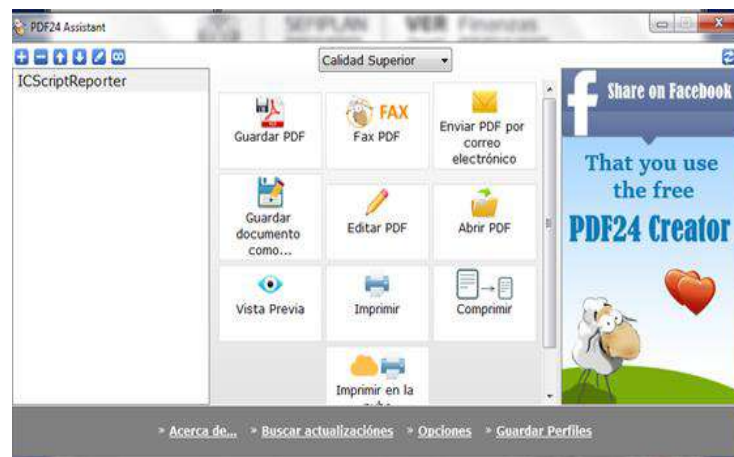 PDF24 Assistant
SEFIPLAN VER Finanzas
Calidad Superior
ICScriptReporter
Guardar PDF
FAX
Fax PDF
Enviar PDF por
correo
electrónico
Guardar
documento
como...
Editar PDF
Abrir PDF
Vista Previa
Imprimir
Comprimir
Imprimir en la
Share on Facebook
That you use
the free
PDF24 Creator
» Acerca de... » Buscar actualizaciónes » Opciones » Guardar Perfiles